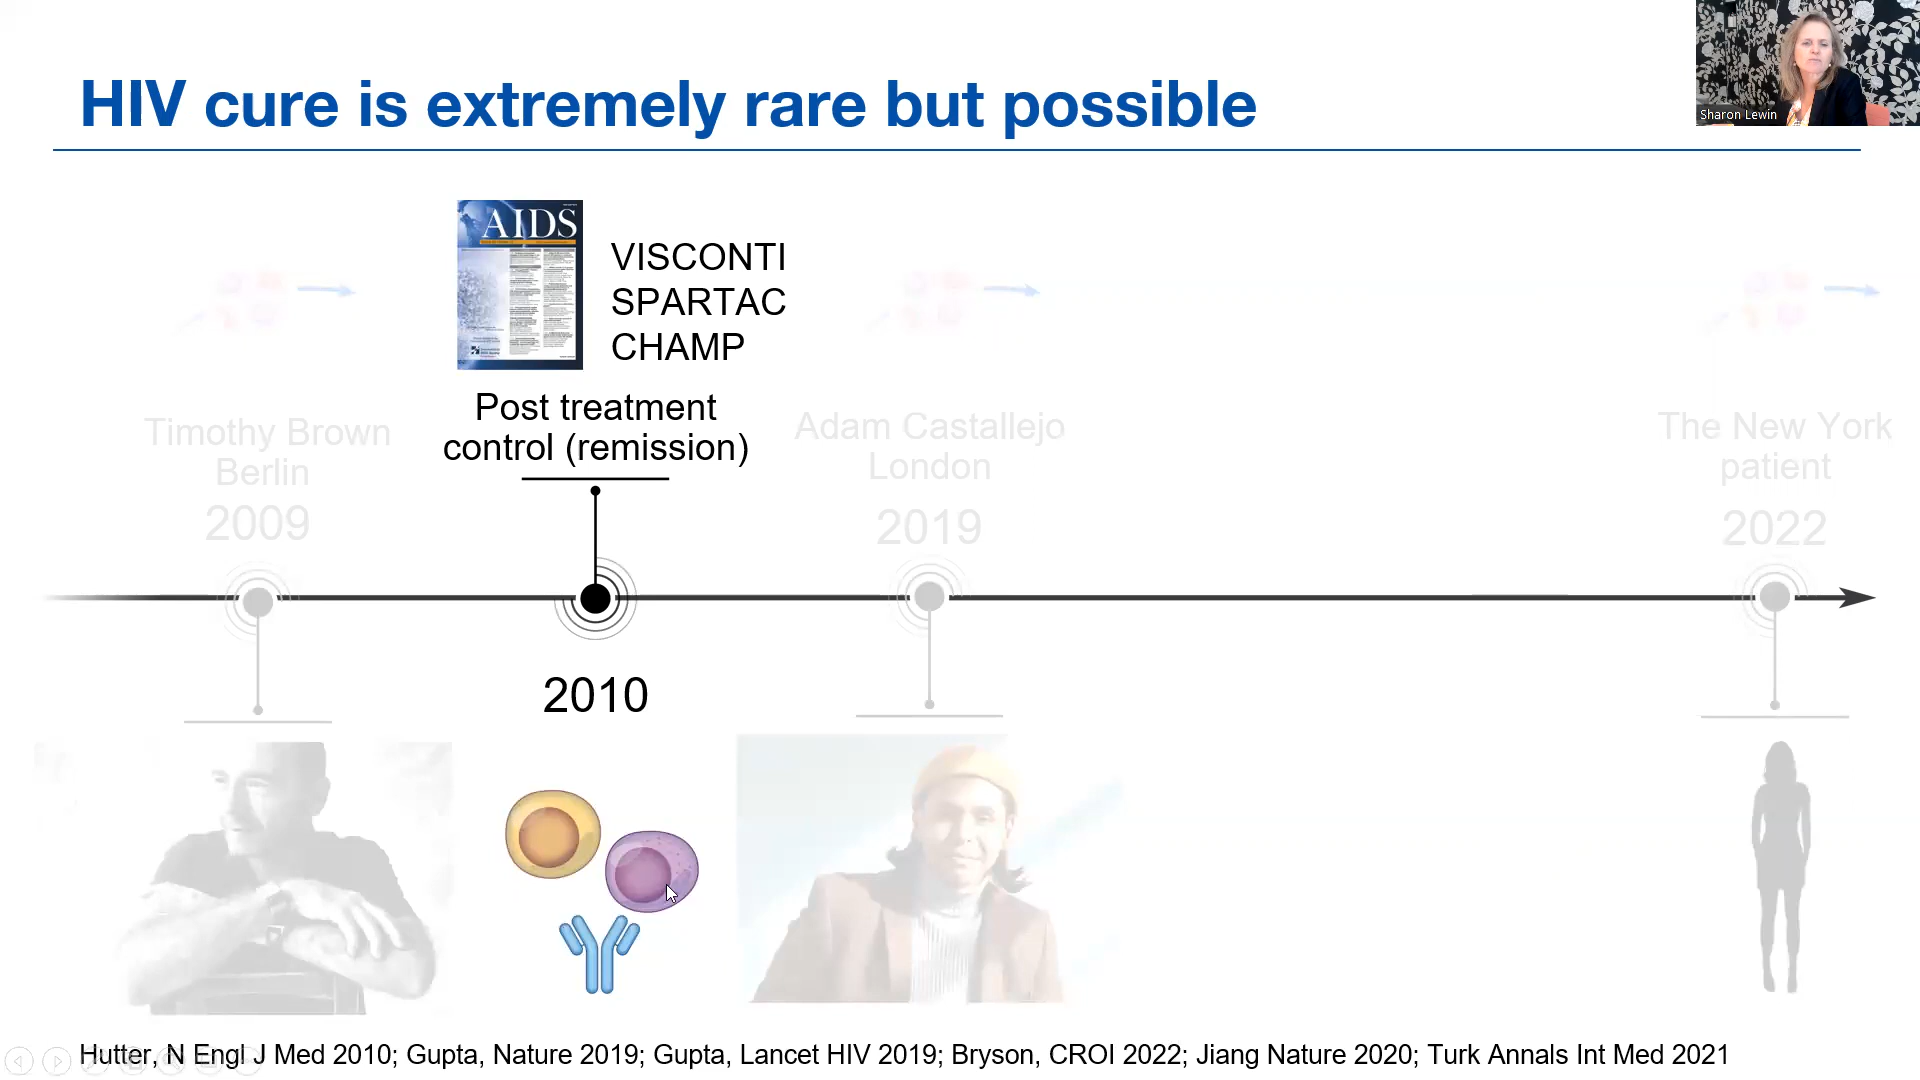 HIV cure is extremely rare but possible
Sharon Lewin
AIDS
VISCONTI
SPARTAC
CHAMP
Post treatment
control (remission)
Timothy Brown
Berlin
2009
Adam Castallejo
London
2019
The New York
patient
2022
2010
Hutter, N Engl J Med 2010; Gupta, Nature 2019; Gupta, Lancet HIV 2019; Bryson, CROI 2022; Jiang Nature 2020; Turk Annals Int Med 2021